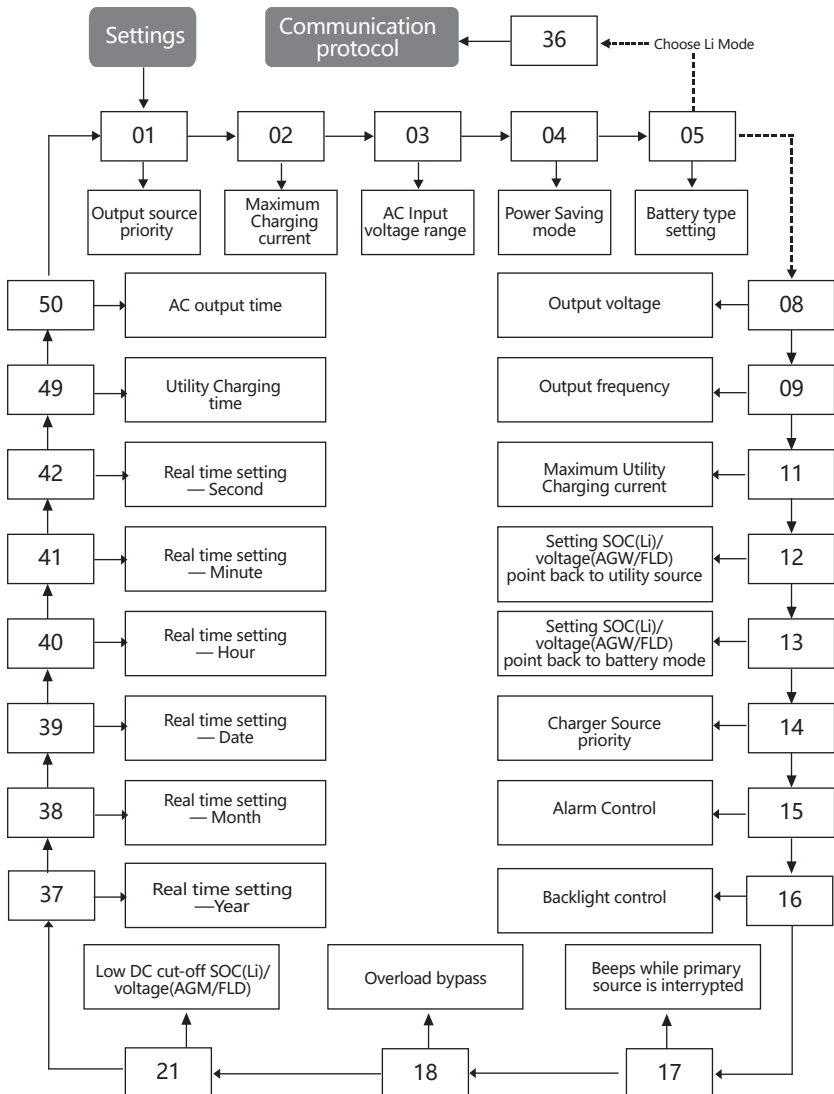 Settings
Communication
protocol
36
Choose Li Mode
01
02
03
04
05
Output source
priority
Maximum
Charging
current
AC Input
voltage range
Power Saving
mode
Battery type
setting
50
AC output time
Output voltage
08
49
Utility Charging
time
Output frequency
09
42
Real time setting
— Second
Maximum Utility
Charging current
11
41
Real time setting
— Minute
Setting SOC(Li)/
voltage(AGW/FLD)
point back to utility source
12
40
Real time setting
— Hour
Setting SOC(Li)/
voltage(AGW/FLD)
point back to battery mode
13
39
Real time setting
— Date
Charger Source
priority
14
38
Real time setting
— Month
Alarm Control
15
37
Real time setting
—Year
Backlight control
16
Low DC cut-off SOC(Li)/
voltage(AGM/FLD)
Overload bypass
Beeps while primary
source is interrupted
21
18
17